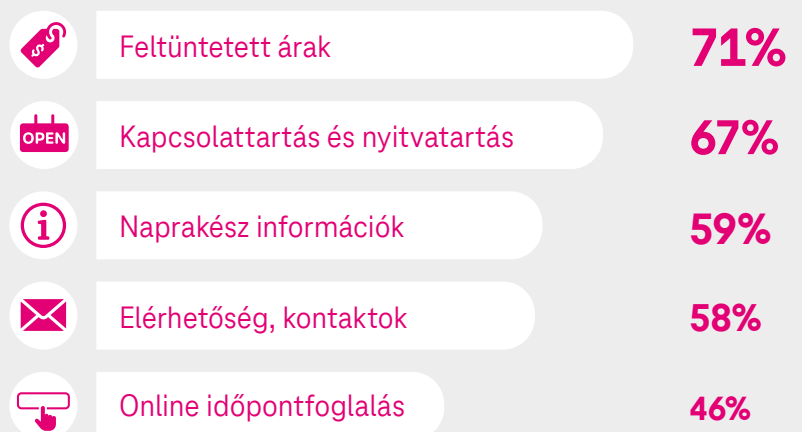 Feltüntetett árak 71%
OPEN Kapcsolattartás és nyitvatartás 67%
Naprakész információk 59%
Elérhetőség, kontaktok 58%
Online időpontfoglalás 46%